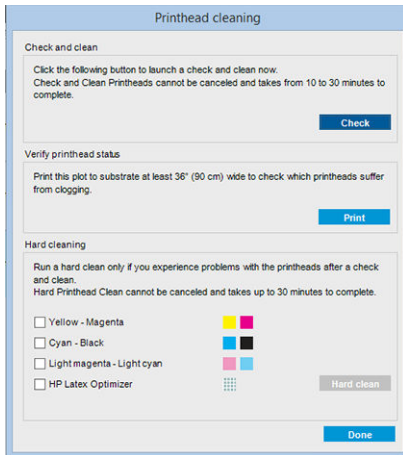 Printhead cleaning
Check and clean
Click the following button to launch a check and clean now.
Check and Clean Printheads cannot be canceled and takes from 10 to 30 minutes to
complete.
Check
Verify printhead status
Print this plot to substrate at least 36" (90 cm) wide to check which printheads suffer
from clogging.
Print
Hard cleaning
Run a hard clean only if you experience problems with the printheads after a check
and clean.
Hard Printhead Clean cannot be canceled and takes up to 30 minutes to complete.
Yellow - Magenta
Cyan - Black
Light magenta - Light cyan
HP Latex Optimizer
Hard clean
Done